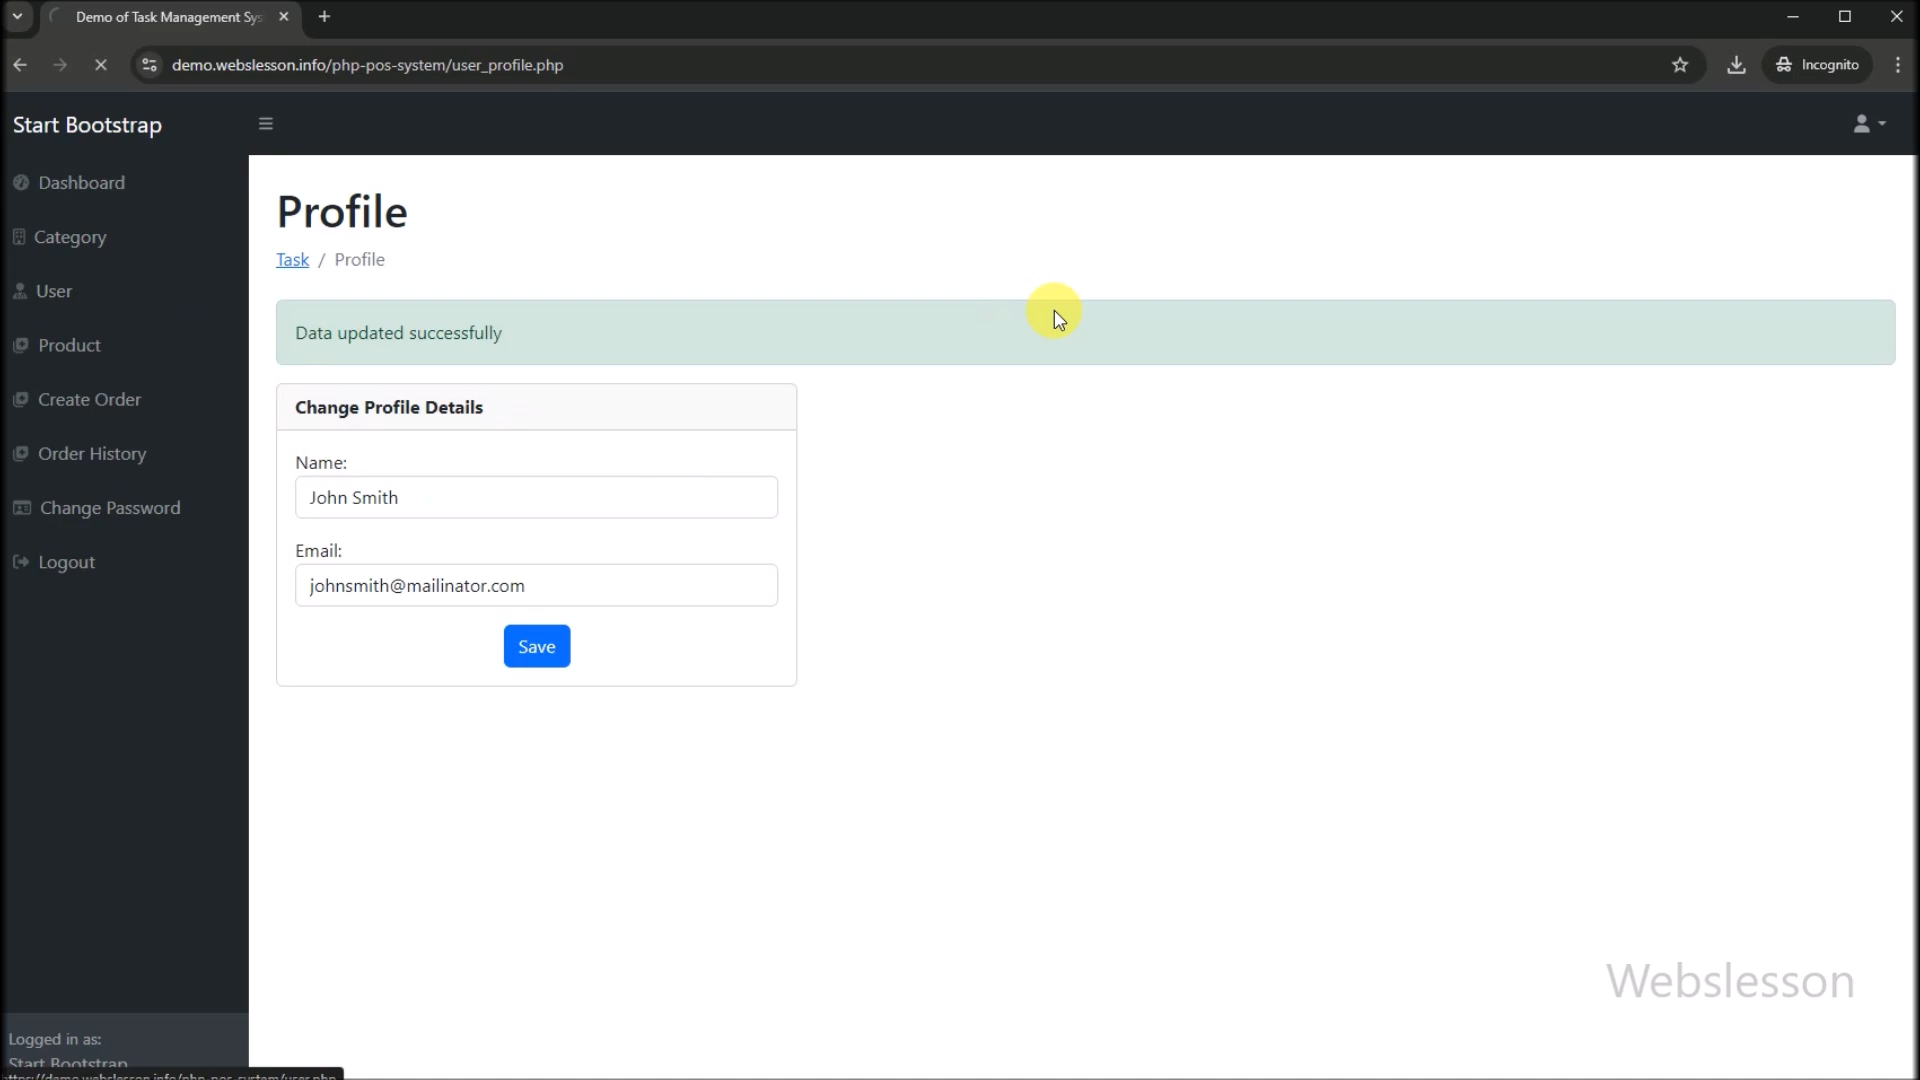 Demo of Task Management Sys
demo.webslesson.info/php-pos-system/user_profile.php
Incognito
Start Bootstrap
Dashboard
Category
User
Product
Create Order
Order History
Change Password
Logout
Profile
Task / Profile
Data updated successfully
Change Profile Details
Name:
John Smith
Email:
johnsmith@mailinator.com
Save
Webslesson
Logged in as:
Start Bootstrap